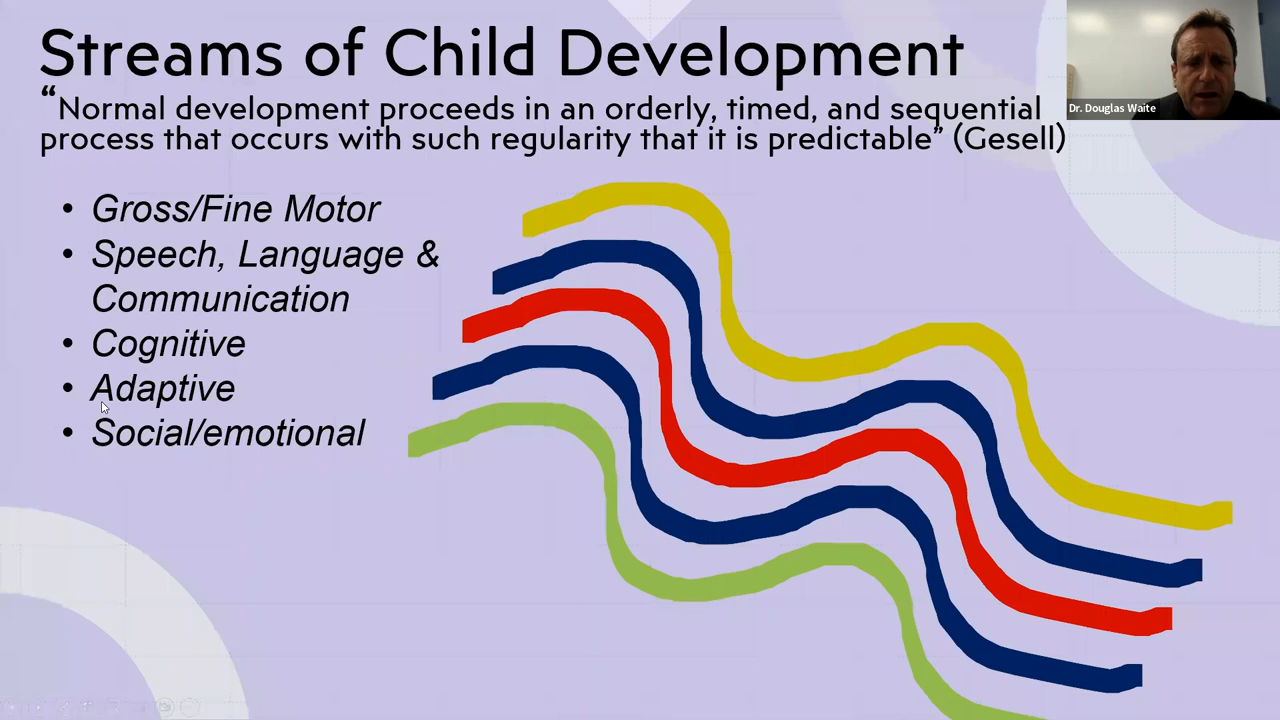 Streams of Child Development
“Normal development proceeds in an orderly, timed, and sequential
process that occurs with such regularity that it is predictable” (Gesell)
Dr. Douglas Waite
• Gross/Fine Motor
• Speech, Language &
Communication
• Cognitive
• Adaptive
• Social/emotional